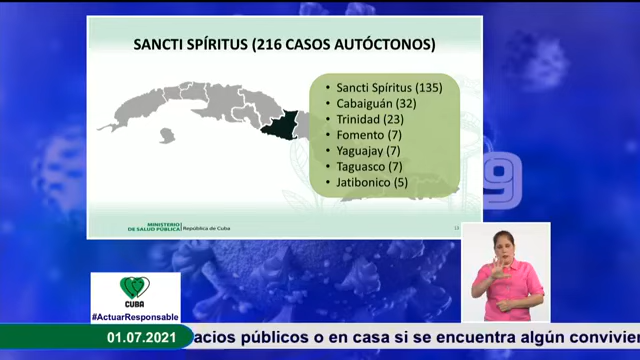 SANCTI SPÍRITUS (216 CASOS AUTÓCTONOS)
• Sancti Spíritus (135)
• Cabaiguán (32)
• Trinidad (23)
• Fomento (7)
• Yaguajay (7)
• Taguasco (7)
• Jatibonico (5)
MINISTERIO
DE SALUD PÚBLICA
República de Cuba
9
CUBA
#ActuarResponsable
01.07.2021
acios públicos o en casa si se encuentra algún convivie